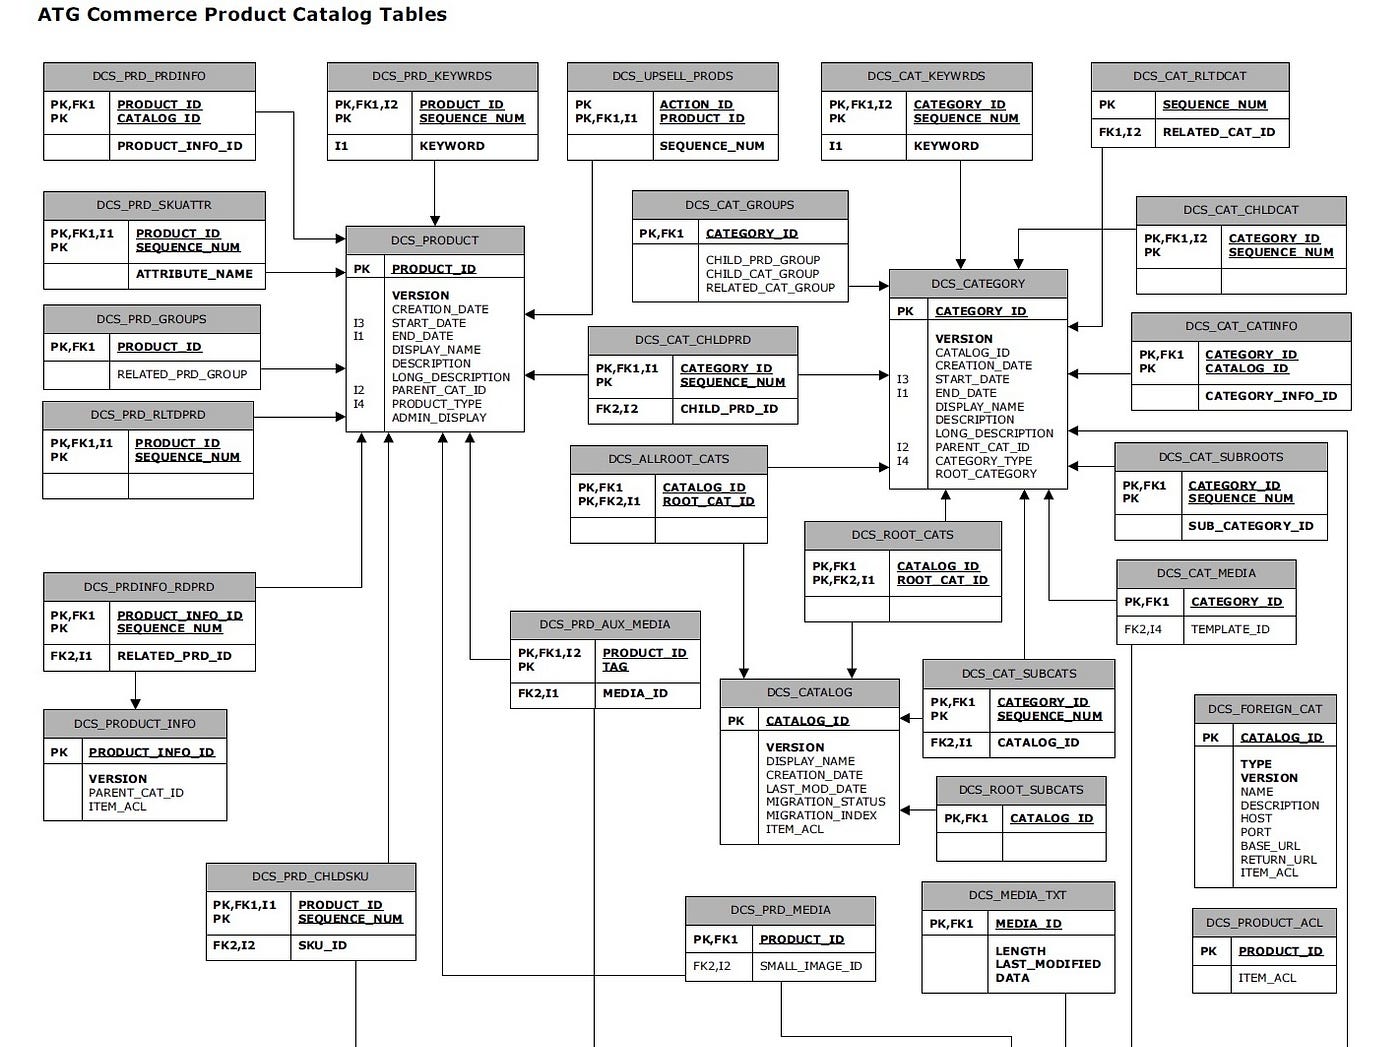 ATG Commerce Product Catalog Tables
DCS_PRD_PRDINFO
PK,FK1 PRODUCT_ID
PK CATALOG_ID
PRODUCT_INFO_ID
DCS_PRD_KEYWRDS
PK,FK1,I2 PRODUCT_ID
PK SEQUENCE_NUM
I1 KEYWORD
DCS_UPSELL_PRODS
PK ACTION_ID
PK,FK1,I1 PRODUCT_ID
SEQUENCE_NUM
DCS_CAT_KEYWRDS
PK,FK1,I2 CATEGORY_ID
PK SEQUENCE_NUM
I1 KEYWORD
DCS_CAT_RLTDCAT
PK SEQUENCE_NUM
FK1,I2 RELATED_CAT_ID
DCS_PRD_SKUATTR
PK,FK1,I1 PRODUCT_ID
PK SEQUENCE_NUM
ATTRIBUTE_NAME
DCS_PRODUCT
PK PRODUCT_ID
VERSION
CREATION_DATE
I3 START_DATE
I1 END_DATE
DISPLAY_NAME
DESCRIPTION
LONG_DESCRIPTION
I2 PARENT_CAT_ID
I4 PRODUCT_TYPE
ADMIN_DISPLAY
DCS_CAT_GROUPS
PK,FK1 CATEGORY_ID
CHILD_PRD_GROUP
CHILD_CAT_GROUP
RELATED_CAT_GROUP
DCS_CATEGORY
PK CATEGORY_ID
VERSION
CATALOG_ID
CREATION_DATE
I3 START_DATE
I1 END_DATE
DISPLAY_NAME
DESCRIPTION
LONG_DESCRIPTION
I2 PARENT_CAT_ID
I4 CATEGORY_TYPE
ROOT_CATEGORY
DCS_CAT_CHLDCAT
PK,FK1,I2 CATEGORY_ID
PK SEQUENCE_NUM
DCS_PRD_GROUPS
PK,FK1 PRODUCT_ID
RELATED_PRD_GROUP
DCS_CAT_CHLDPRD
PK,FK1,I1 CATEGORY_ID
PK SEQUENCE_NUM
FK2,I2 CHILD_PRD_ID
DCS_CAT_CATINFO
PK,FK1 CATEGORY_ID
PK CATALOG_ID
CATEGORY_INFO_ID
DCS_PRD_RLTDPRD
PK,FK1,I1 PRODUCT_ID
PK SEQUENCE_NUM
DCS_ALLROOT_CATS
PK,FK1 CATALOG_ID
PK,FK2,I1 ROOT_CAT_ID
DCS_CAT_SUBROOTS
PK,FK1 CATEGORY_ID
PK SEQUENCE_NUM
SUB_CATEGORY_ID
DCS_ROOT_CATS
PK,FK1 CATALOG_ID
PK,FK2,I1 ROOT_CAT_ID
DCS_CAT_MEDIA
PK,FK1 CATEGORY_ID
FK2,I4 TEMPLATE_ID
DCS_PRDINFO_RDPRD
PK,FK1 PRODUCT_INFO_ID
PK SEQUENCE_NUM
FK2,I1 RELATED_PRD_ID
DCS_PRD_AUX_MEDIA
PK,FK1,I2 PRODUCT_ID
PK TAG
FK2,I1 MEDIA_ID
DCS_CATALOG
PK CATALOG_ID
VERSION
DISPLAY_NAME
CREATION_DATE
LAST_MOD_DATE
MIGRATION_STATUS
MIGRATION_INDEX
ITEM_ACL
DCS_CAT_SUBCATS
PK,FK1 CATEGORY_ID
PK SEQUENCE_NUM
FK2,I1 CATALOG_ID
DCS_FOREIGN_CAT
PK CATALOG_ID
TYPE
VERSION
NAME
DESCRIPTION
HOST
PORT
BASE_URL
RETURN_URL
ITEM_ACL
DCS_PRODUCT_INFO
PK PRODUCT_INFO_ID
VERSION
PARENT_CAT_ID
ITEM_ACL
DCS_ROOT_SUBCATS
PK,FK1 CATALOG_ID
DCS_PRD_CHLDSKU
PK,FK1,I1 PRODUCT_ID
PK SEQUENCE_NUM
FK2,I2 SKU_ID
DCS_PRD_MEDIA
PK,FK1 PRODUCT_ID
FK2,I2 SMALL_IMAGE_ID
DCS_MEDIA_TXT
PK,FK1 MEDIA_ID
LENGTH
LAST_MODIFIED
DATA
DCS_PRODUCT_ACL
PK PRODUCT_ID
ITEM_ACL